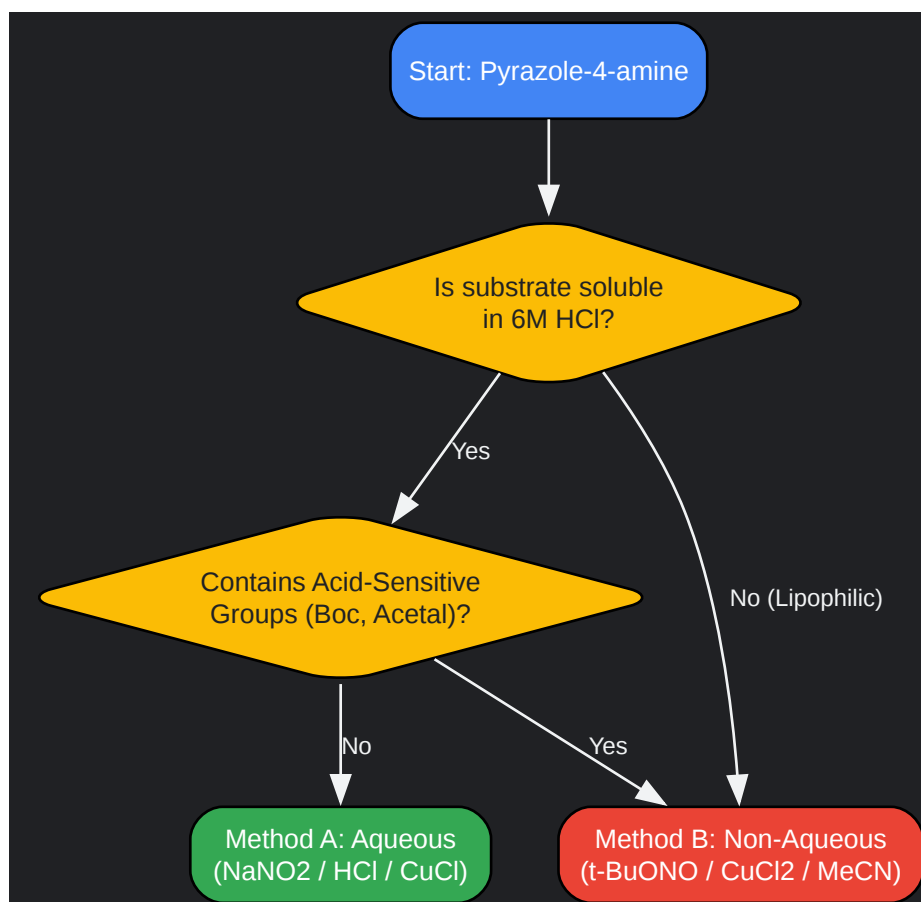 Start: Pyrazole-4-amine
Is substrate soluble
in 6M HCl?
Yes
Contains Acid-Sensitive
Groups (Boc, Acetal)?
No (Lipophilic)
No
Yes
Method A: Aqueous
(NaNO2 / HCl / CuCl)
Method B: Non-Aqueous
(t-BuONO / CuCl2 / MeCN)